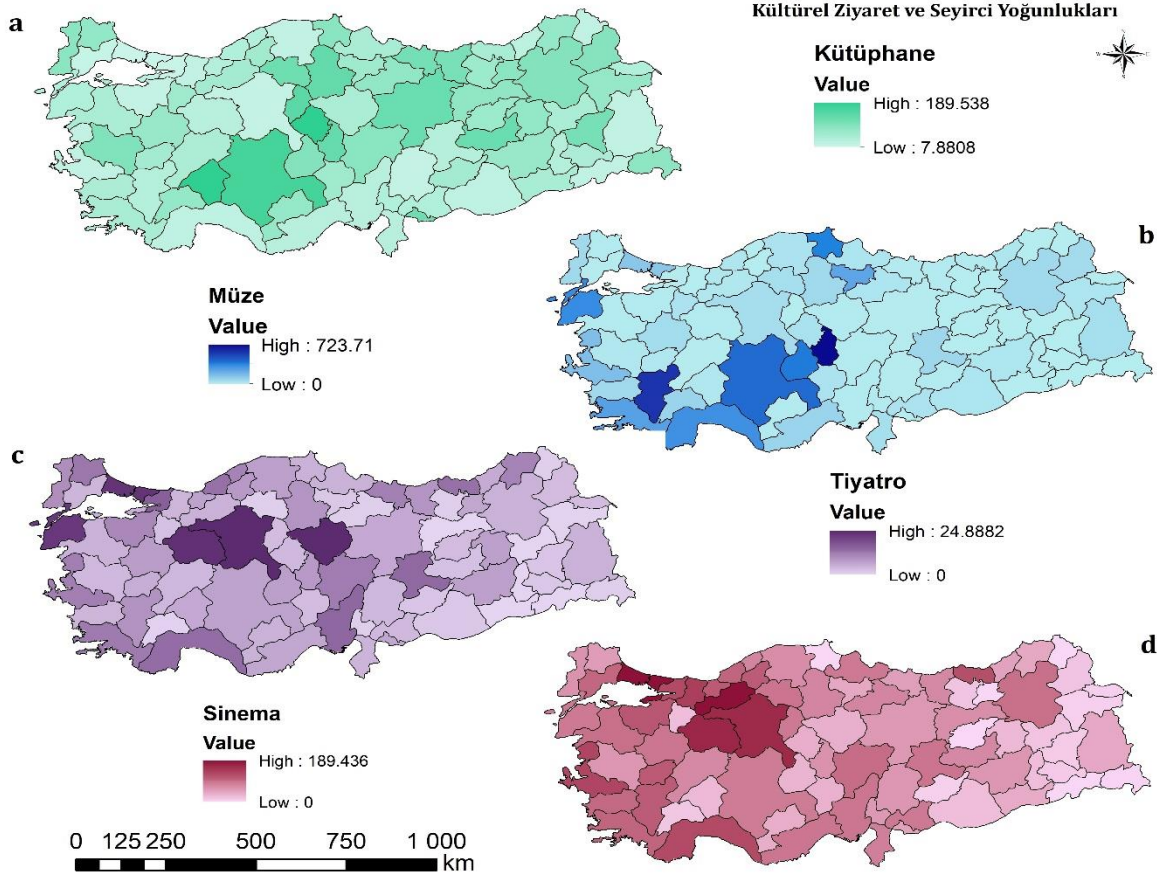 a
Kültürel Ziyaret ve Seyirci Yoğunlukları
Kütüphane
Value
High : 189.538
Low : 7.8808
b
Müze
Value
High : 723.71
Low : 0
c
Tiyatro
Value
High : 24.8882
Low : 0
d
Sinema
Value
High : 189.436
Low : 0
0 125 250 500 750 1 000
km